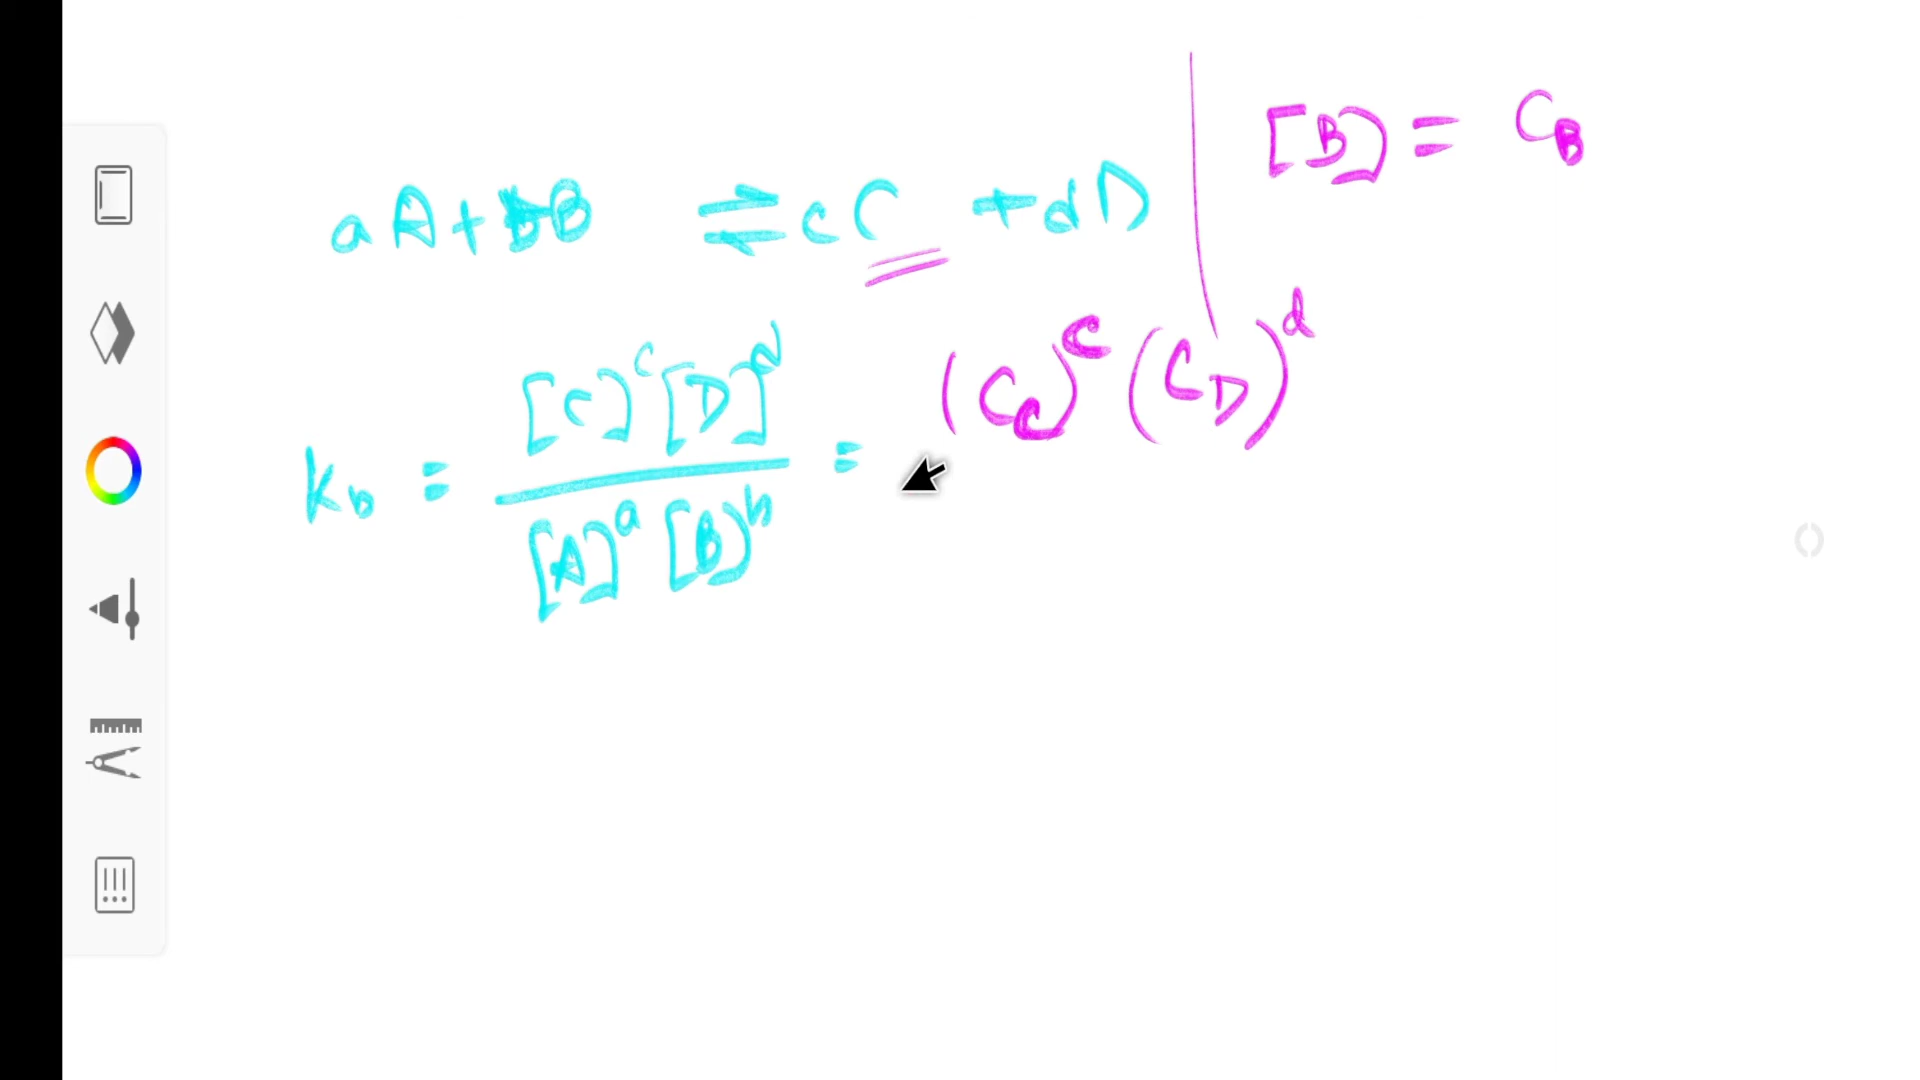 aA + bB ⇌ cC + dD
[B] = C_B
k_b = [C]^c [D]^d / [A]^a [B]^b = (C_C)^c (C_D)^d